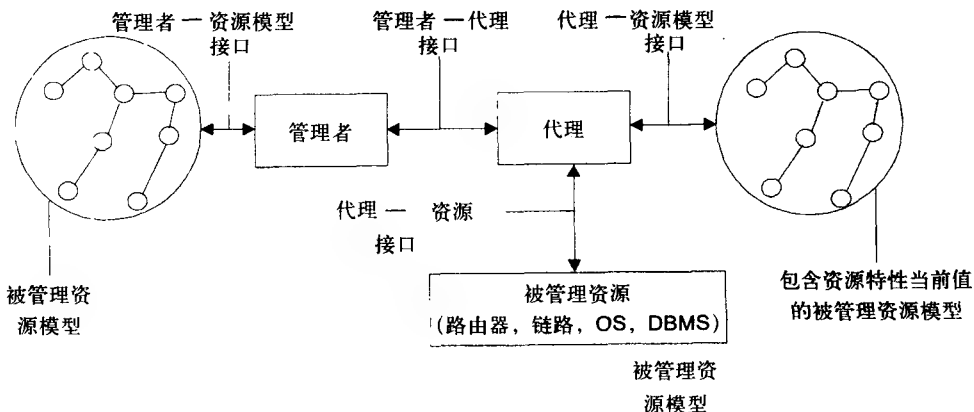 管理者一资源模型
接口
管理者一代理
接口
代理一资源模型
接口
管理者
代理
代理一 资源
接口
被管理资
源模型
被管理资源
(路由器，链路，OS，DBMS)
包含资源特性当前值
的被管理资源模型
被管理资
源模型